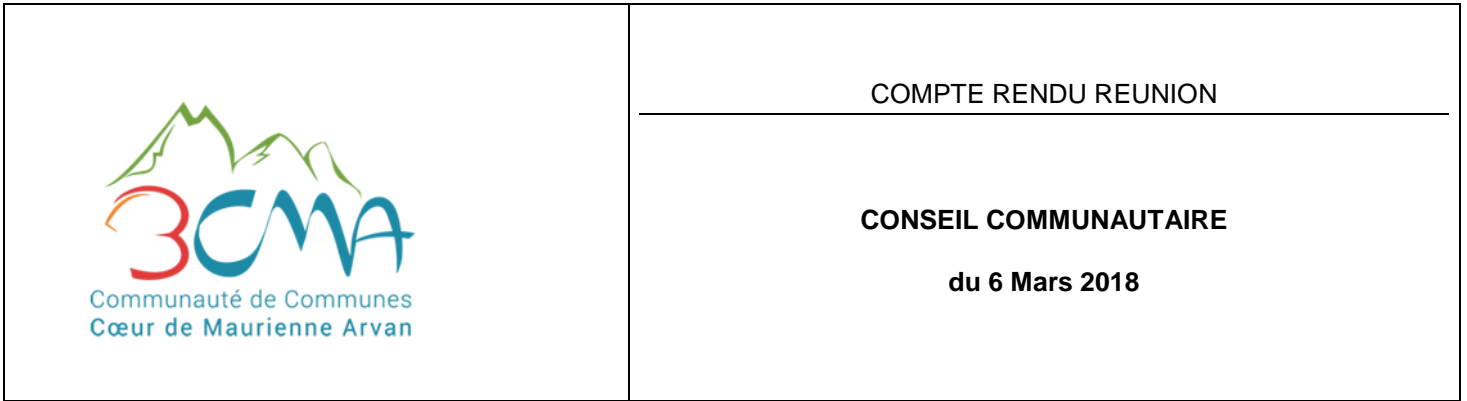 3CMA
Communauté de Communes
Cœur de Maurienne Arvan
COMPTE RENDU REUNION
CONSEIL COMMUNAUTAIRE
du 6 Mars 2018